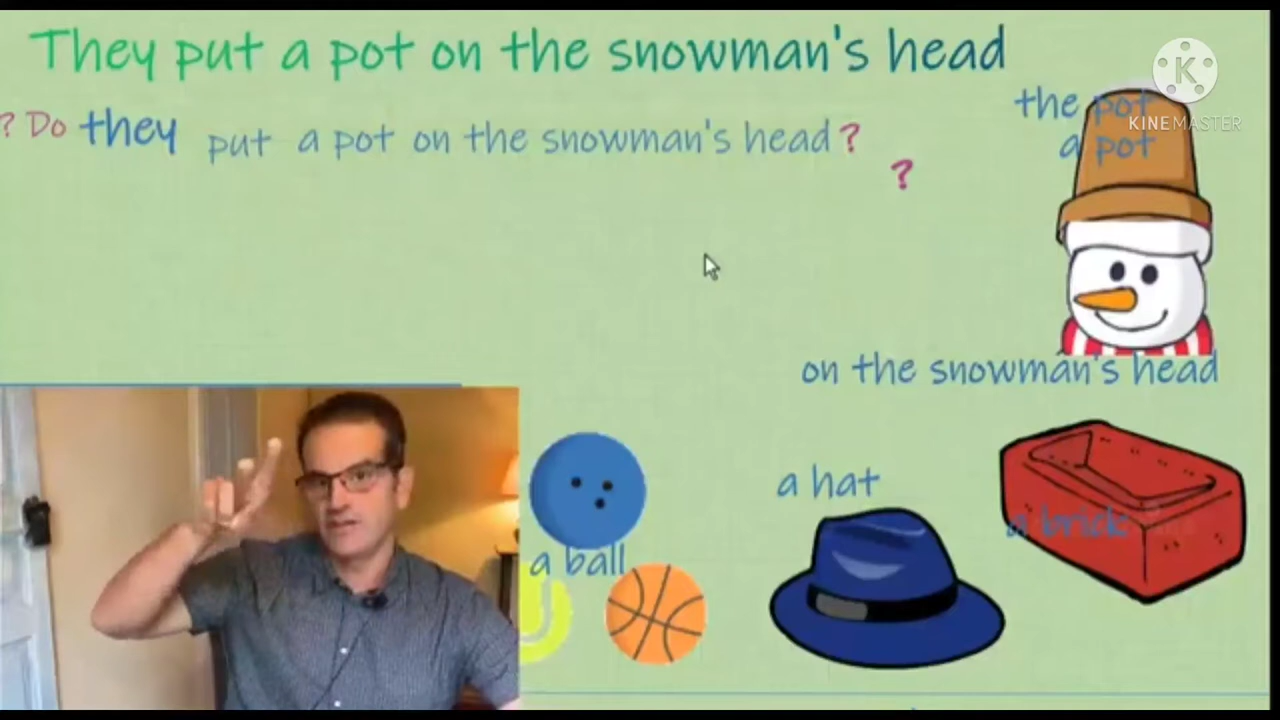 They put a pot on the snowman's head
? Do they put a pot on the snowman's head ?
?
the pot
a pot
K
KINEMASTER
on the snowman's head
a hat
a brick
a ball